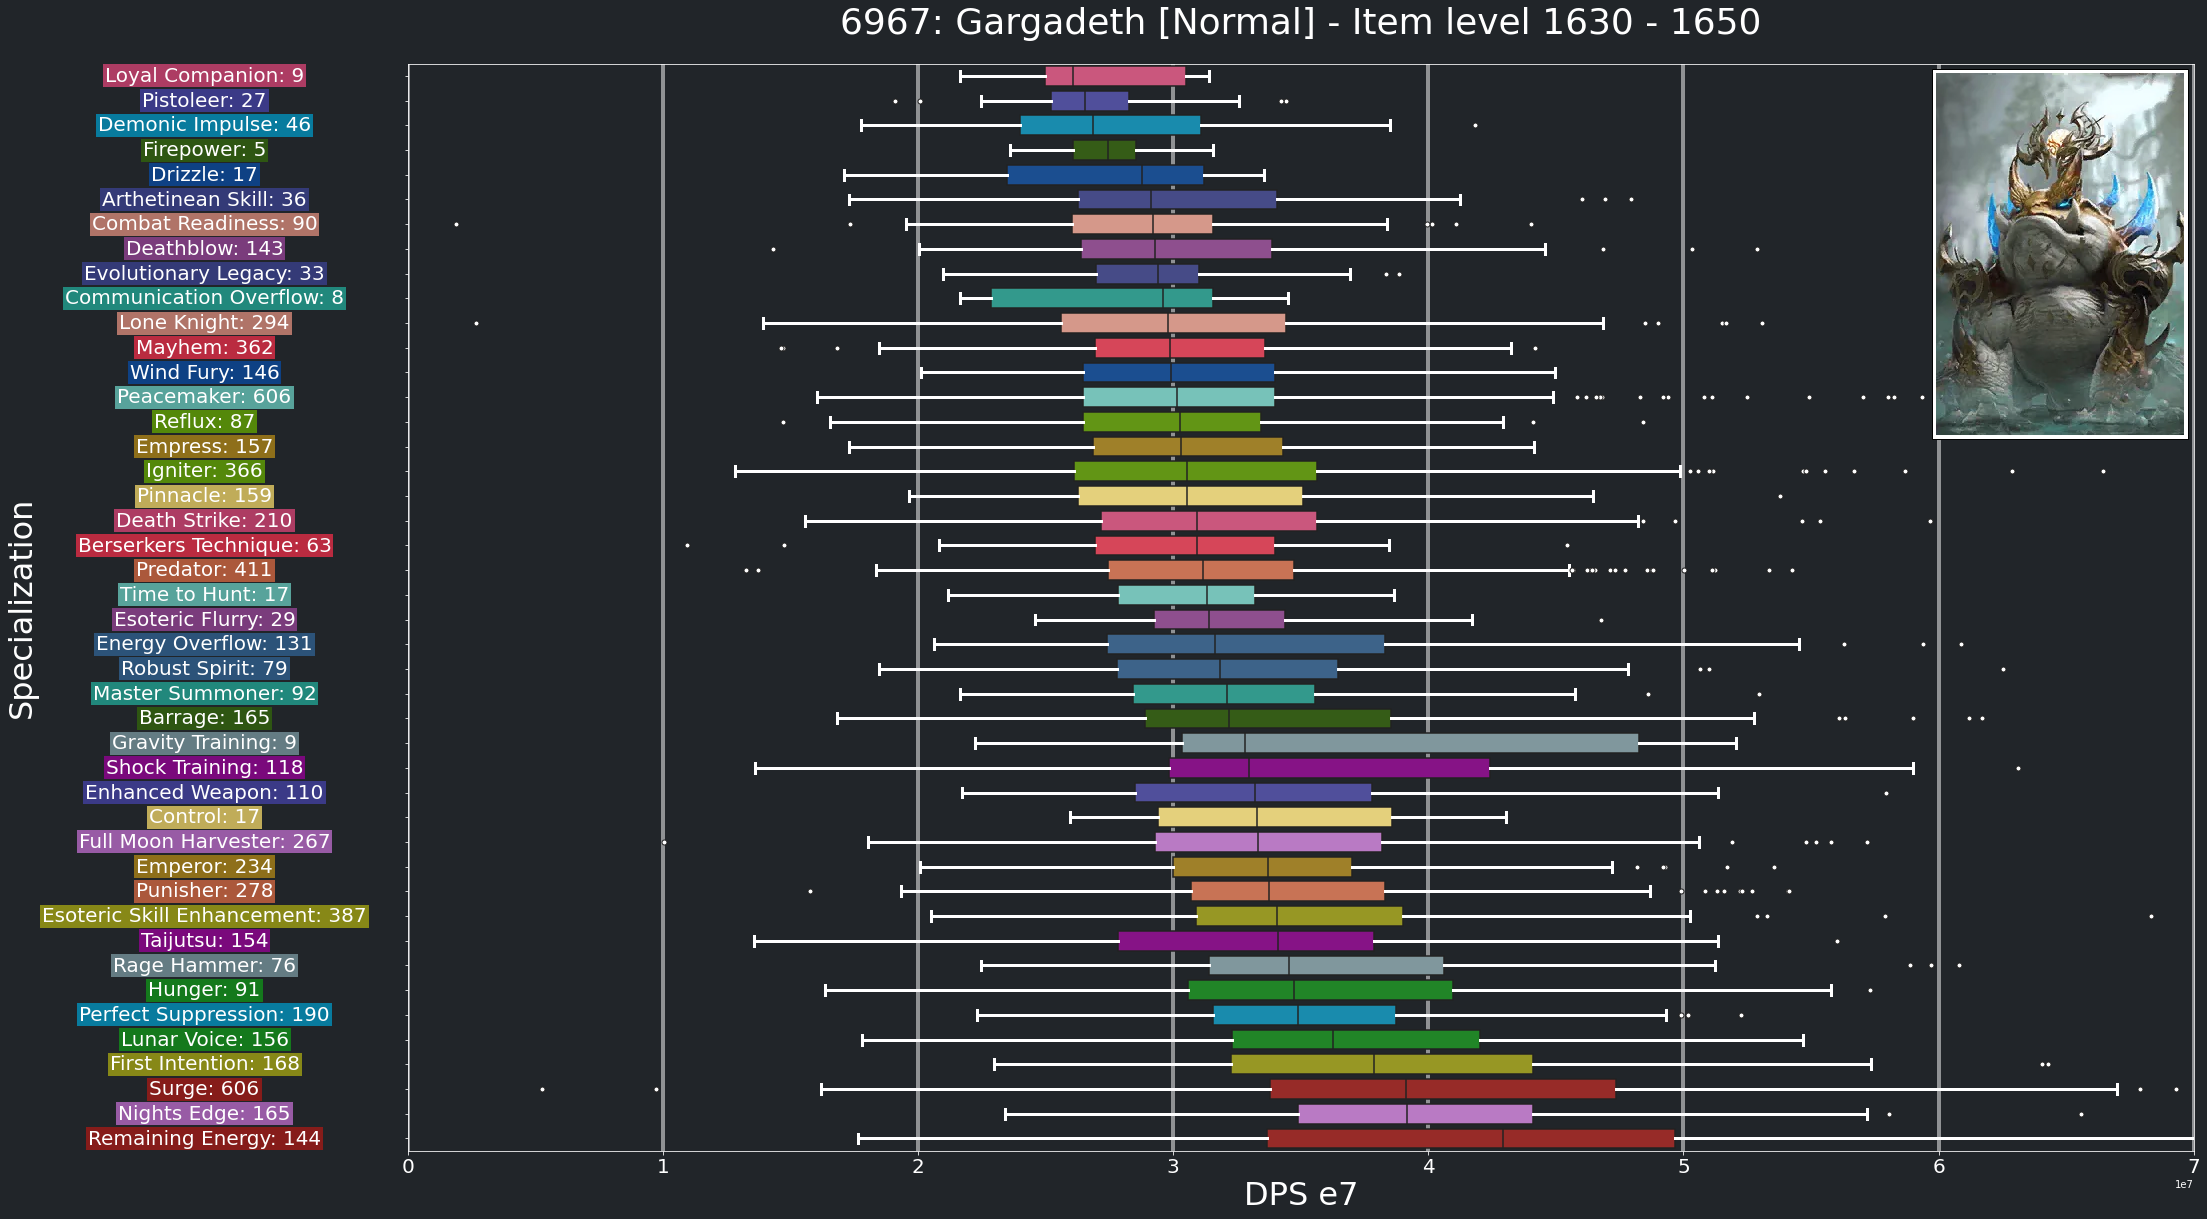 6967: Gargadeth [Normal] - Item level 1630 - 1650
Specialization
Loyal Companion: 9
Pistoleer: 27
Demonic Impulse: 46
Firepower: 5
Drizzle: 17
Arthetinean Skill: 36
Combat Readiness: 90
Deathblow: 143
Evolutionary Legacy: 33
Communication Overflow: 8
Lone Knight: 294
Mayhem: 362
Wind Fury: 146
Peacemaker: 606
Reflux: 87
Empress: 157
Igniter: 366
Pinnacle: 159
Death Strike: 210
Berserkers Technique: 63
Predator: 411
Time to Hunt: 17
Esoteric Flurry: 29
Energy Overflow: 131
Robust Spirit: 79
Master Summoner: 92
Barrage: 165
Gravity Training: 9
Shock Training: 118
Enhanced Weapon: 110
Control: 17
Full Moon Harvester: 267
Emperor: 234
Punisher: 278
Esoteric Skill Enhancement: 387
Taijutsu: 154
Rage Hammer: 76
Hunger: 91
Perfect Suppression: 190
Lunar Voice: 156
First Intention: 168
Surge: 606
Nights Edge: 165
Remaining Energy: 144
0 1 2 3 4 5 6 7
DPS e7
1e7